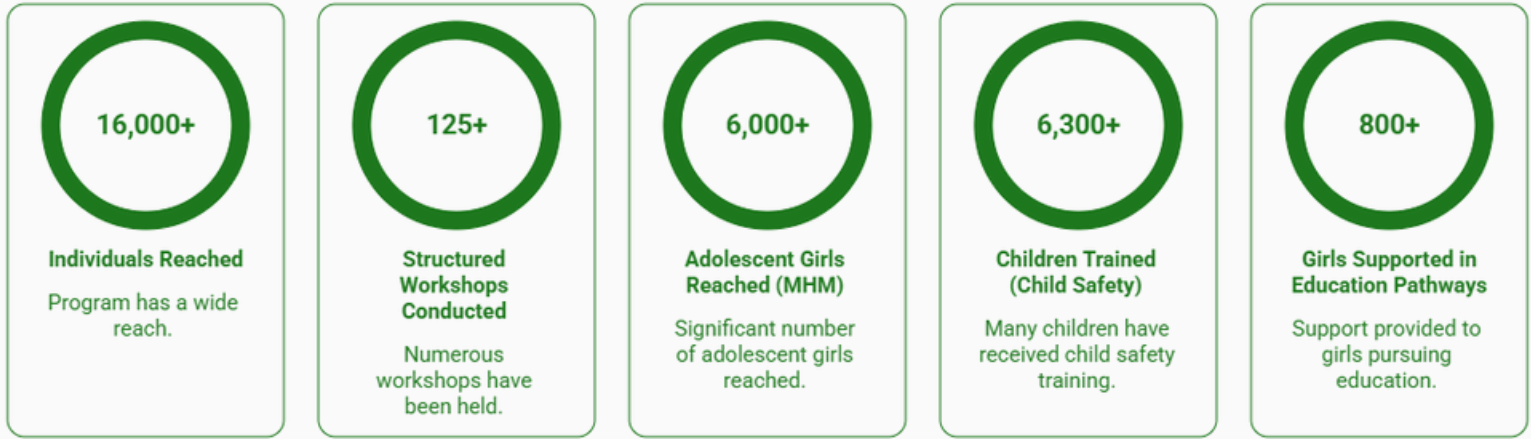 16,000+
Individuals Reached
Program has a wide
reach.
125+
Structured
Workshops
Conducted
Numerous
workshops have
been held.
6,000+
Adolescent Girls
Reached (MHM)
Significant number
of adolescent girls
reached.
6,300+
Children Trained
(Child Safety)
Many children have
received child safety
training.
800+
Girls Supported in
Education Pathways
Support provided to
girls pursuing
education.